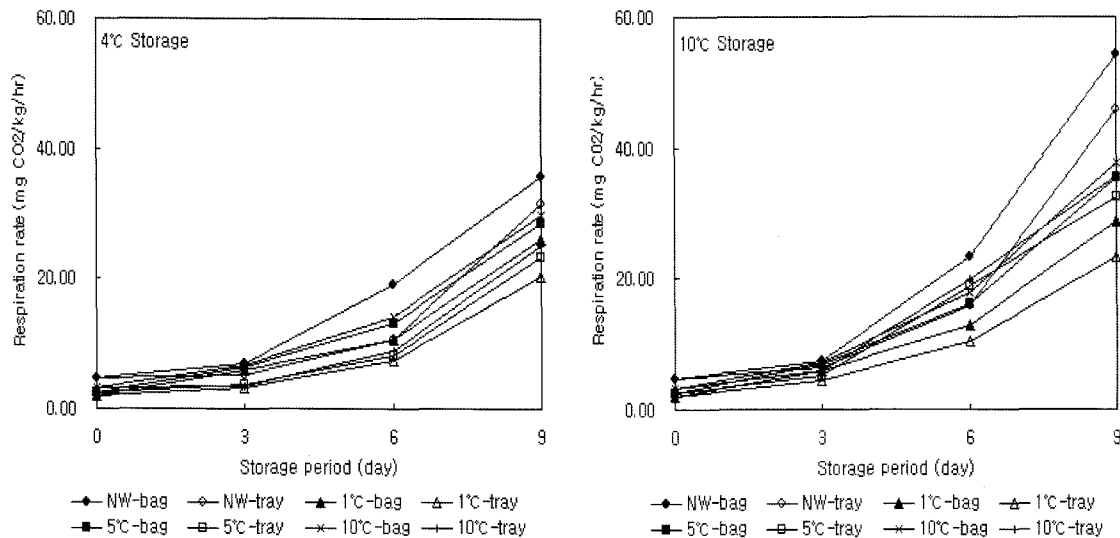 60.00
4℃ Storage
40.00
20.00
0.00
Respiration rate (mg CO2/kg/hr)
0 3 6 9
Storage period (day)
NW-bag NW-tray 1℃-bag 1℃-tray
5℃-bag 5℃-tray 10℃-bag 10℃-tray
60.00
10℃ Storage
40.00
20.00
0.00
Respiration rate (mg CO2/kg/hr)
0 3 6 9
Storage period (day)
NW-bag NW-tray 1℃-bag 1℃-tray
5℃-bag 5℃-tray 10℃-bag 10℃-tray